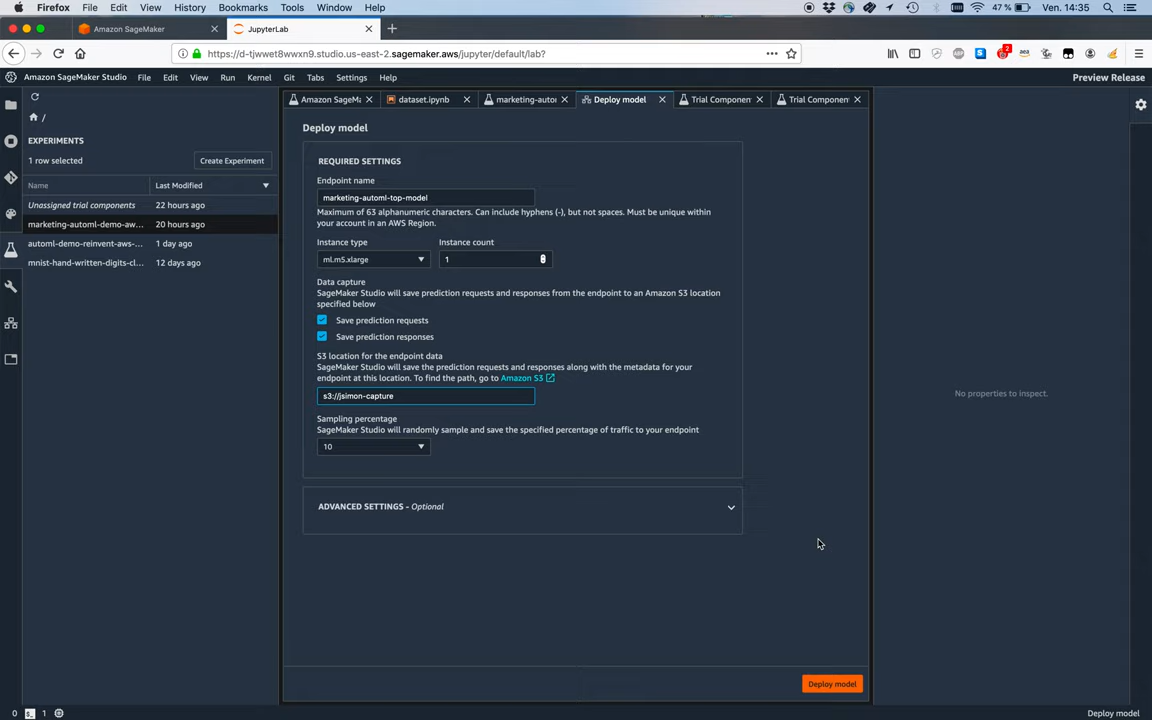 Firefox File Edit View History Bookmarks Tools Window Help 47 % Ven. 14:35
Amazon SageMaker
JupyterLab
https://d-tjwwet8wwxn9.studio.us-east-2.sagemaker.aws/jupyter/default/lab?
2
aws
Amazon SageMaker Studio File Edit View Run Kernel Git Tabs Settings Help Preview Release
/
EXPERIMENTS
1 row selected
Create Experiment
Name Last Modified
Unassigned trial components 22 hours ago
marketing-automl-demo-aw... 20 hours ago
automl-demo-reinvent-aws-... 1 day ago
mnist-hand-written-digits-cl... 12 days ago
Amazon SageMa
dataset.ipynb
marketing-autom
Deploy model
Trial Component
Trial Component
Deploy model
REQUIRED SETTINGS
Endpoint name
marketing-automl-top-model
Maximum of 63 alphanumeric characters. Can include hyphens (-), but not spaces. Must be unique within
your account in an AWS Region.
Instance type Instance count
ml.m5.xlarge 1
Data capture
SageMaker Studio will save prediction requests and responses from the endpoint to an Amazon S3 location
specified below
Save prediction requests
Save prediction responses
S3 location for the endpoint data
SageMaker Studio will save the prediction requests and responses along with the metadata for your
endpoint at this location. To find the path, go to Amazon S3
s3://jsimon-capture
Sampling percentage
SageMaker Studio will randomly sample and save the specified percentage of traffic to your endpoint
10
ADVANCED SETTINGS - Optional
Deploy model
No properties to inspect.
0 1 Deploy model